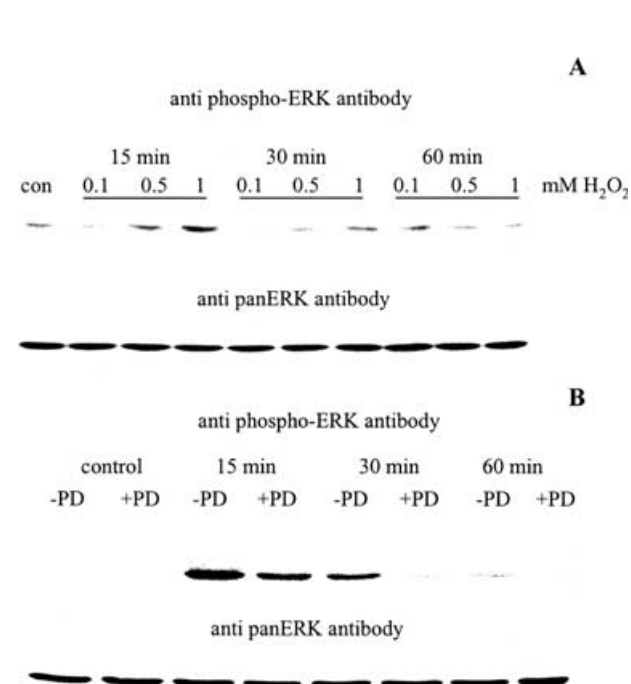 A
anti phospho-ERK antibody
15 min 30 min 60 min
con 0.1 0.5 1 0.1 0.5 1 0.1 0.5 1 mM H₂O₂
anti panERK antibody
B
anti phospho-ERK antibody
control 15 min 30 min 60 min
-PD +PD -PD +PD -PD +PD -PD +PD
anti panERK antibody